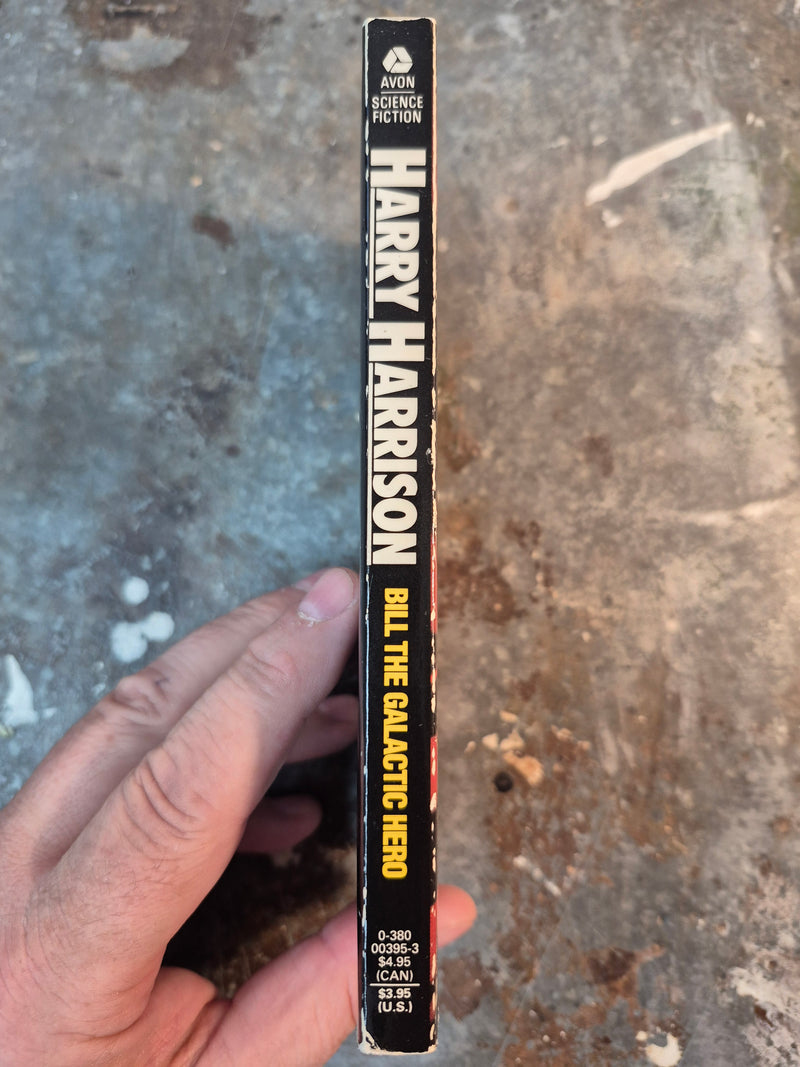 AVON
SCIENCE
FICTION
HARRY HARRISON
BILL THE GALACTIC HERO
0-380
00395-3
$4.95
(CAN)
$3.95
(U.S.)